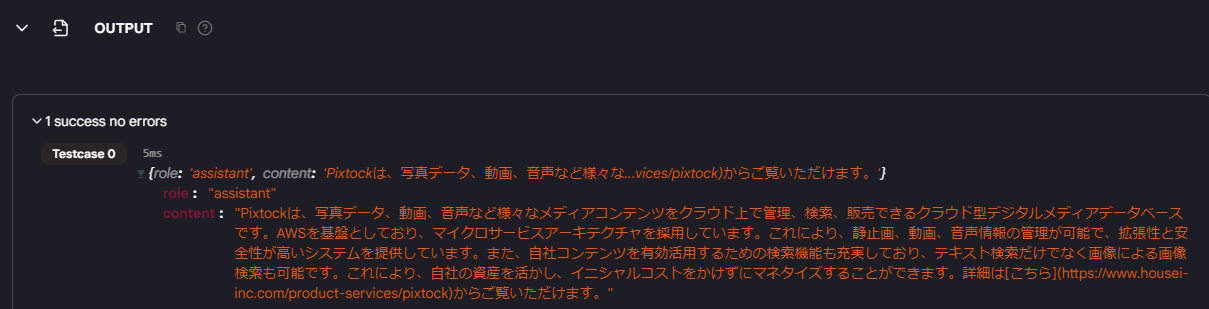 OUTPUT
1 success no errors
Testcase 0
5ms
{role: 'assistant', content: 'Pixtockは、写真データ、動画、音声など様々な...vices/pixtock)からご覧いただけます。'}
role : "assistant"
content : "Pixtockは、写真データ、動画、音声など様々なメディアコンテンツをクラウド上で管理、検索、販売できるクラウド型デジタルメディアデータベース
です。AWSを基盤としており、マイクロサービスアーキテクチャを採用しています。これにより、静止画、動画、音声情報の管理が可能で、拡張性と安
全性が高いシステムを提供しています。また、自社コンテンツを有効活用するための検索機能も充実しており、テキスト検索だけでなく画像による画像
検索も可能です。これにより、自社の資産を活かし、イニシャルコストをかけずにマネタイズすることができます。詳細は[こちら](https://www.housei-
inc.com/product-services/pixtock)からご覧いただけます。"